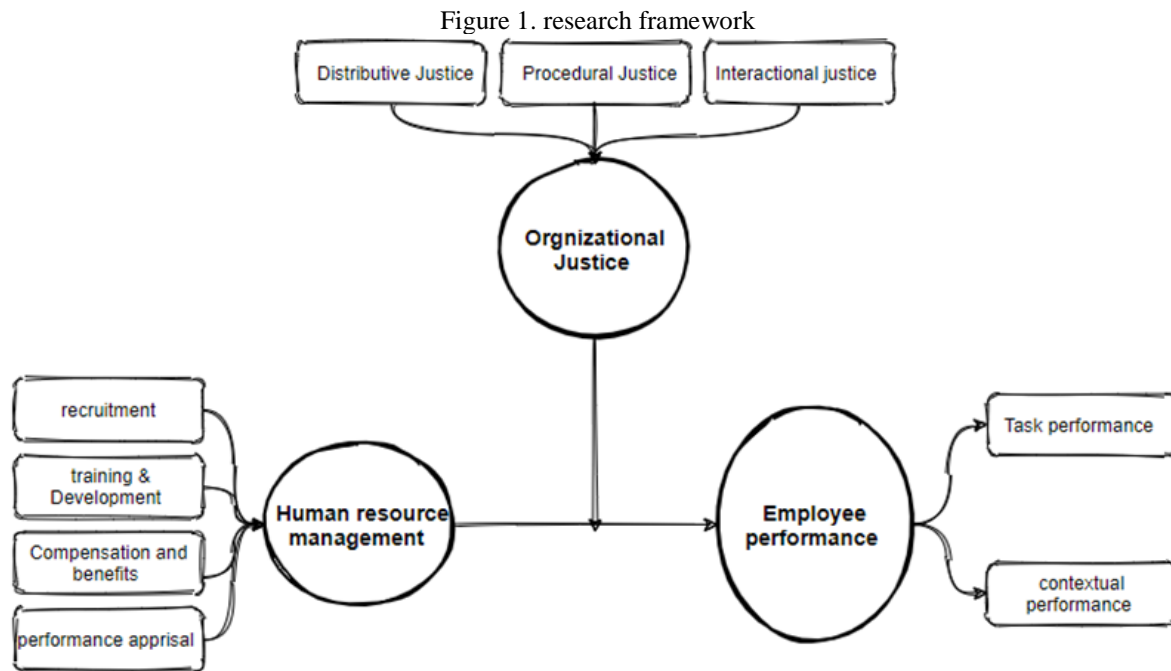 Figure 1. research framework
Distributive Justice
Procedural Justice
Interactional justice
Orgnizational
Justice
recruitment
training &
Development
Compensation and
benefits
performance apprisal
Human resource
management
Employee
performance
Task performance
contextual
performance